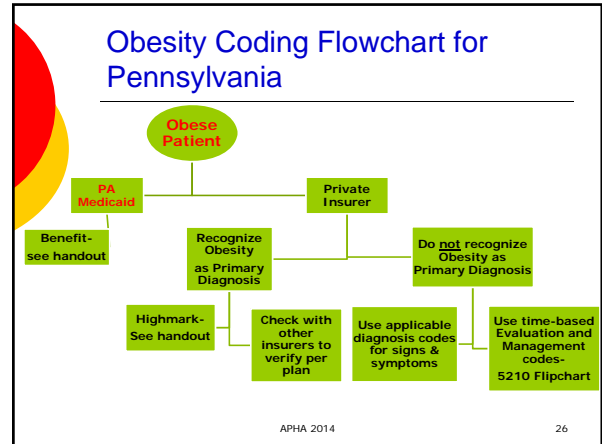 Obesity Coding Flowchart for
Pennsylvania
Obese
Patient
PA
Medicaid
Private
Insurer
Benefit-
see handout
Recognize
Obesity
as Primary
Diagnosis
Do not recognize
Obesity as
Primary Diagnosis
Highmark-
See handout
Check with
other
insurers to
verify per
plan
Use applicable
diagnosis codes
for signs &
symptoms
Use time-based
Evaluation and
Management
codes-
5210 Flipchart
APHA 2014
26